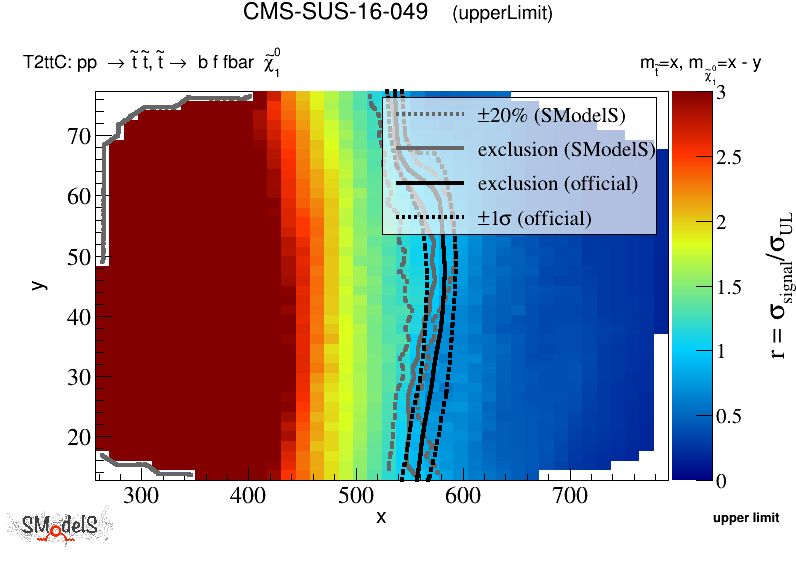 CMS-SUS-16-049 (upperLimit)
T2ttC: pp → t̃ t̃, t̃ → b f fbar χ̃⁰₁
m_t̃=x, m_χ̃⁰₁=x - y
±20% (SModelS)
exclusion (SModelS)
exclusion (official)
±1σ (official)
70
60
50
40
30
20
y
300 400 500 600 700
x
3
2.5
2
1.5
1
0.5
0
r = σ_signal/σ_UL
SModelS
upper limit